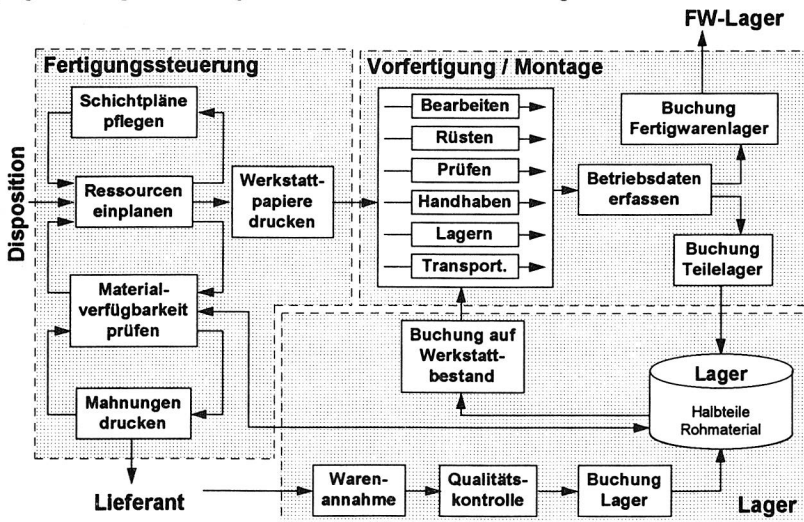 FW-Lager
Fertigungssteuerung
Schichtpläne
pflegen
Disposition
Ressourcen
einplanen
Werkstatt-
papiere
drucken
Material-
verfügbarkeit
prüfen
Mahnungen
drucken
Lieferant
Vorfertigung / Montage
Bearbeiten
Rüsten
Prüfen
Handhaben
Lagern
Transport.
Betriebsdaten
erfassen
Buchung
Fertigwarenlager
Buchung
Teilelager
Buchung auf
Werkstatt-
bestand
Lager
Halbteile
Rohmaterial
Waren-
annahme
Qualitäts-
kontrolle
Buchung
Lager
Lager